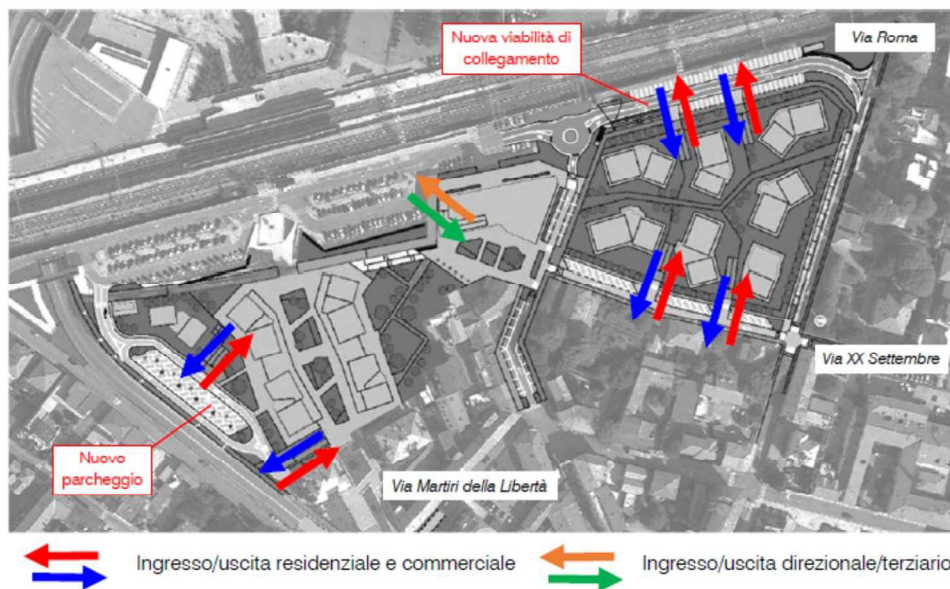 Nuova viabilità di
collegamento
Via Roma
Via XX Settembre
Nuovo
parcheggio
Via Martiri della Libertà
Ingresso/uscita residenziale e commerciale
Ingresso/uscita direzionale/terziario